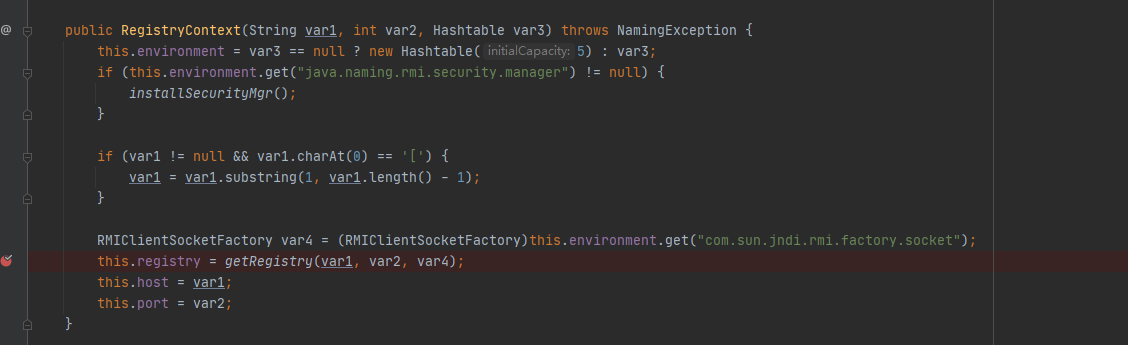 @ public RegistryContext(String var1, int var2, Hashtable var3) throws NamingException {
this.environment = var3 == null ? new Hashtable( initialCapacity: 5) : var3;
if (this.environment.get("java.naming.rmi.security.manager") != null) {
installSecurityMgr();
}
if (var1 != null && var1.charAt(0) == '[') {
var1 = var1.substring(1, var1.length() - 1);
}
RMIClientSocketFactory var4 = (RMIClientSocketFactory)this.environment.get("com.sun.jndi.rmi.factory.socket");
this.registry = getRegistry(var1, var2, var4);
this.host = var1;
this.port = var2;
}